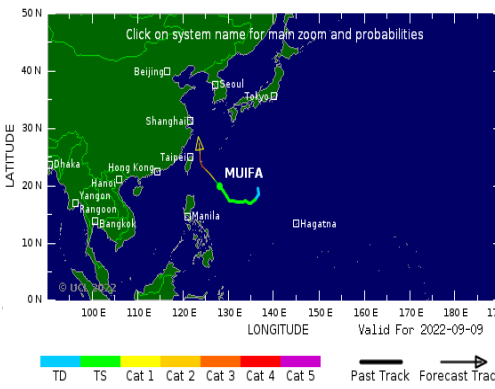 50 N
Click on system name for main zoom and probabilities
40 N
Beijing
Seoul
Tokyo
Shanghai
30 N
MUIFA
Taipei
Dhaka
Hong Kong
Hanoi
20 N
Yangon
Rangoon
Manila
Bangkok
Hagatna
10 N
© UCL 2022
0 N
LATITUDE
100 E 110 E 120 E 130 E 140 E 150 E 160 E 170 E 180 E
LONGITUDE
Valid For 2022-09-09
TD TS Cat 1 Cat 2 Cat 3 Cat 4 Cat 5
Past Track